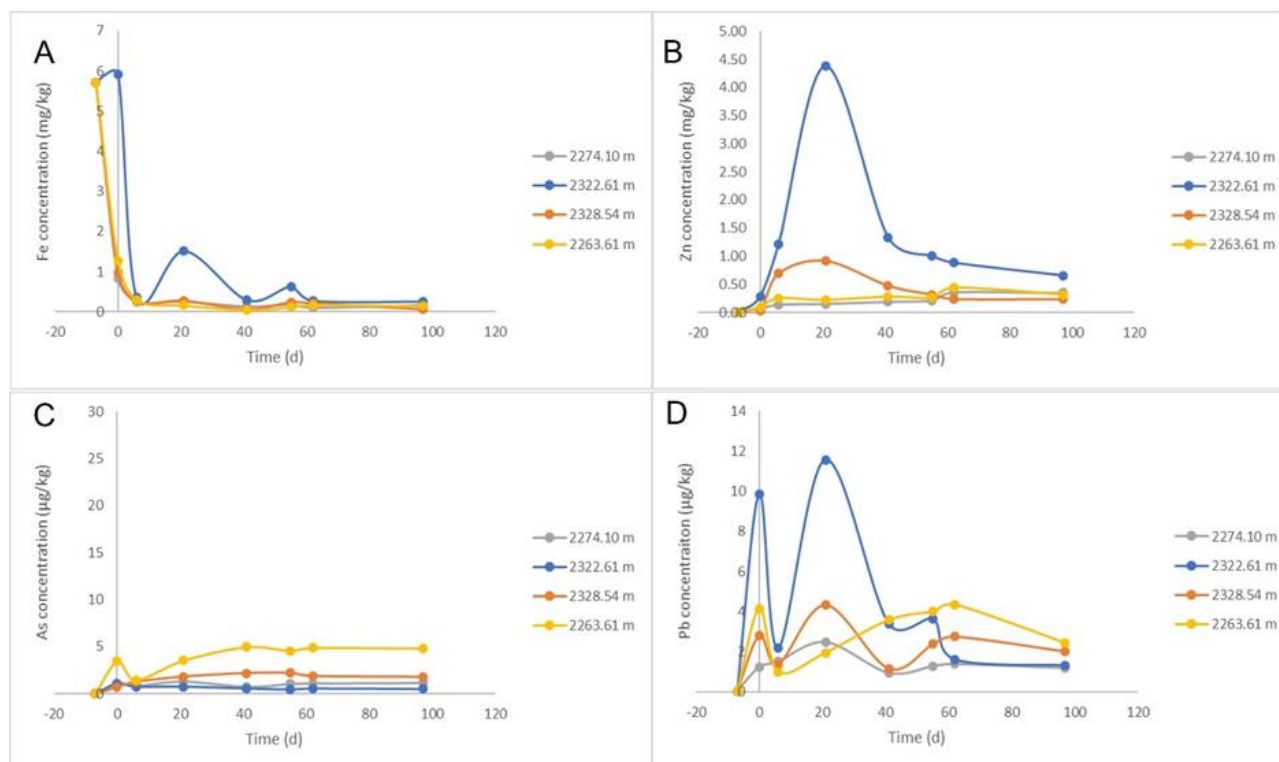 A
Fe concentration (mg/kg)
7
6
5
4
3
2
1
0
-20
0
20
40
60
80
100
120
Time (d)
2274.10 m
2322.61 m
2328.54 m
2263.61 m
B
Zn concentration (mg/kg)
5.00
4.50
4.00
3.50
3.00
2.50
2.00
1.50
1.00
0.50
0.00
-20
0
20
40
60
80
100
120
Time (d)
2274.10 m
2322.61 m
2328.54 m
2263.61 m
C
As concentration (µg/kg)
30
25
20
15
10
5
0
-20
0
20
40
60
80
100
120
Time (d)
2274.10 m
2322.61 m
2328.54 m
2263.61 m
D
Pb concentraiton (µg/kg)
14
12
10
8
6
4
2
0
-20
0
20
40
60
80
100
120
Time (d)
2274.10 m
2322.61 m
2328.54 m
2263.61 m